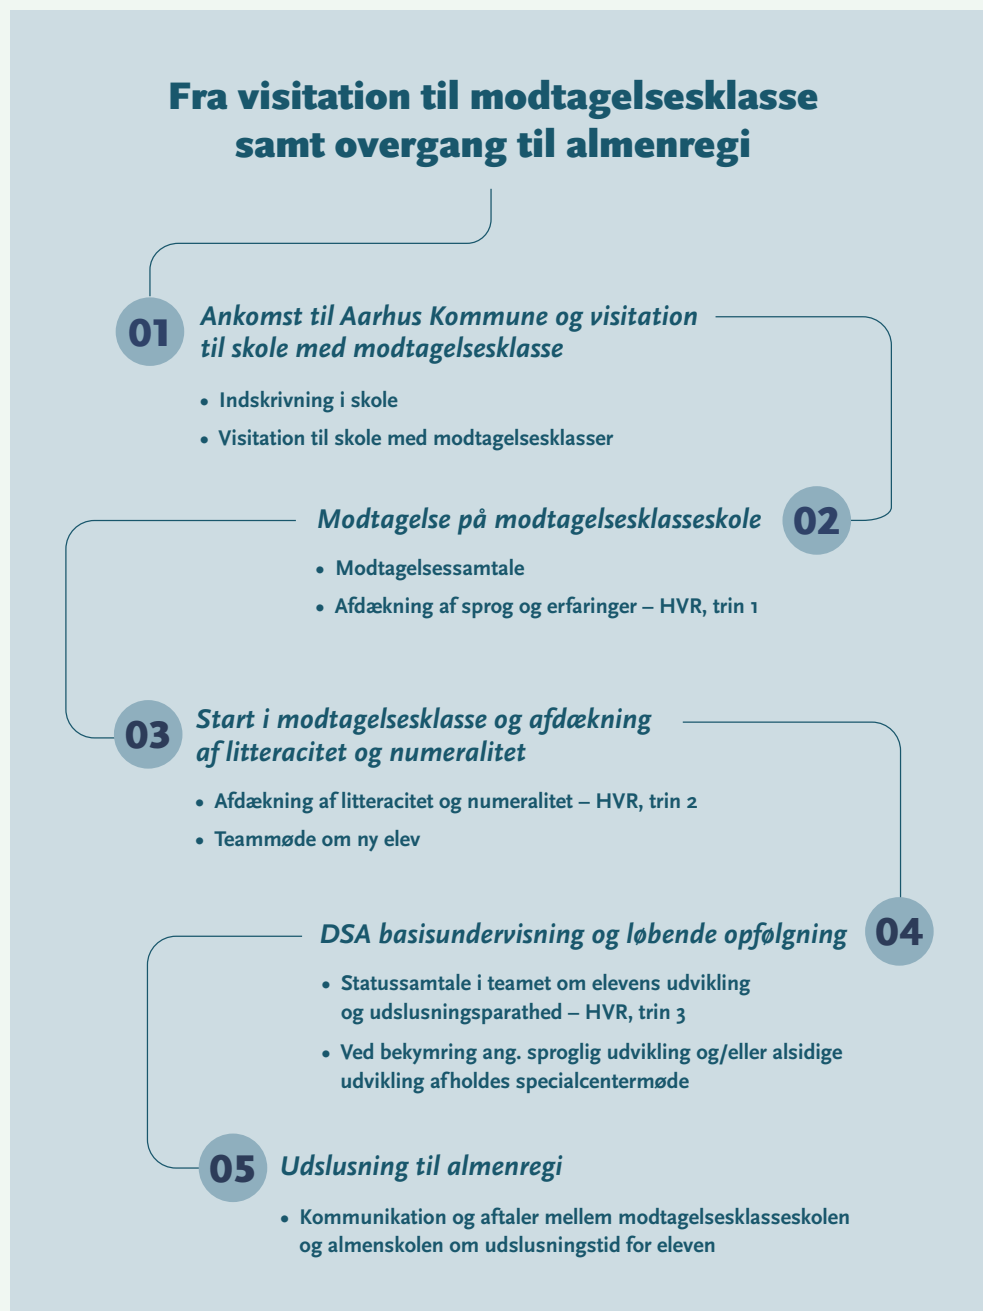 Fra visitation til modtagelsesklasse
samt overgang til almenregi
01
Ankomst til Aarhus Kommune og visitation
til skole med modtagelsesklasse
• Indskrivning i skole
• Visitation til skole med modtagelsesklasser
Modtagelse på modtagelsesklasseskole
02
• Modtagelsessamtale
• Afdækning af sprog og erfaringer – HVR, trin 1
03
Start i modtagelsesklasse og afdækning
af litteracitet og numeralitet
• Afdækning af litteracitet og numeralitet – HVR, trin 2
• Teammøde om ny elev
DSA basisundervisning og løbende opfølgning
04
• Statussamtale i teamet om elevens udvikling
og udslusningsparathed – HVR, trin 3
• Ved bekymring ang. sproglig udvikling og/eller alsidige
udvikling afholdes specialcentermøde
05
Udslusning til almenregi
• Kommunikation og aftaler mellem modtagelsesklasseskolen
og almenskolen om udslusningstid for eleven